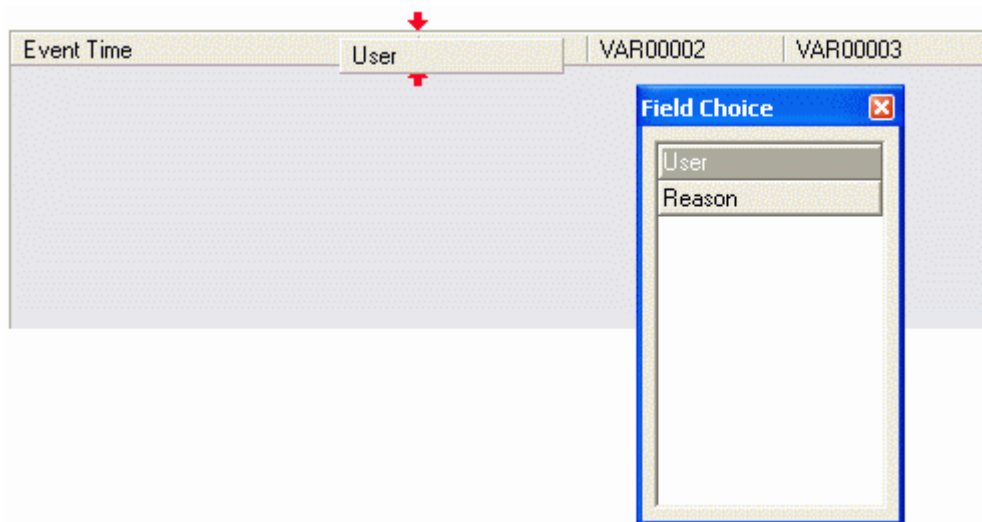 Event Time User VAR00002 VAR00003
Field Choice
User
Reason